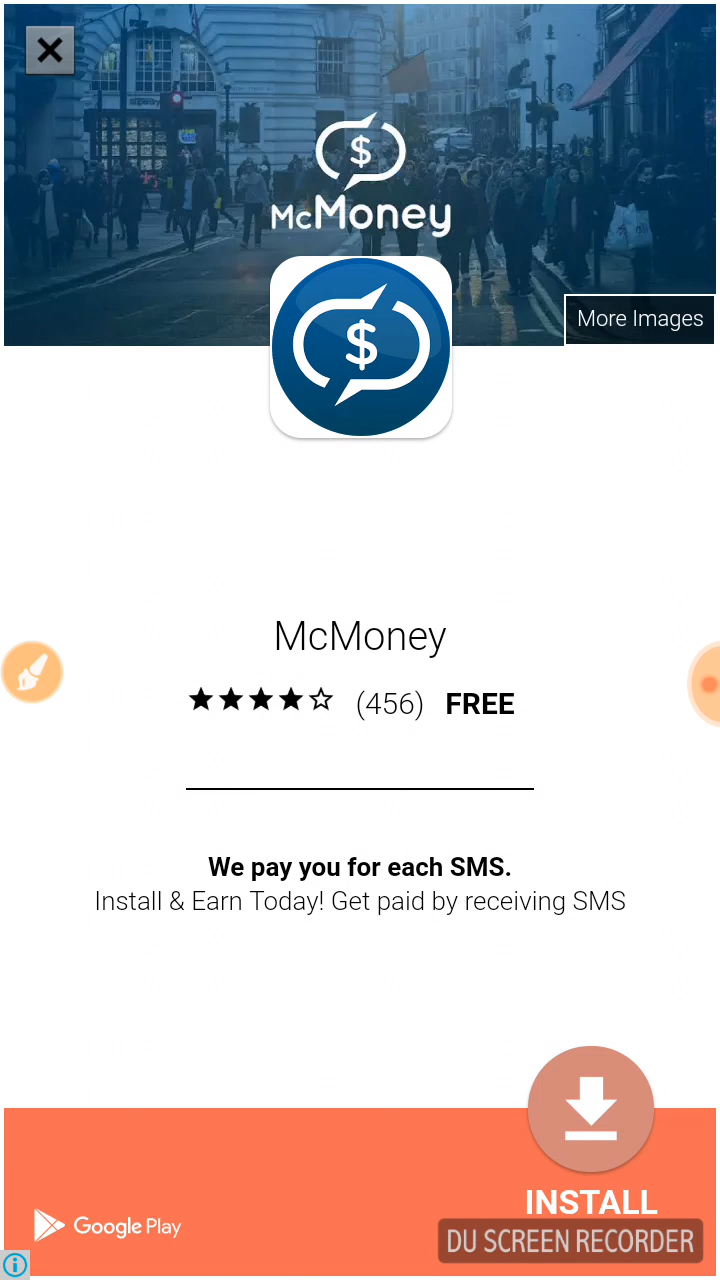 $
McMoney
More Images
$
McMoney
(456) FREE
We pay you for each SMS.
Install & Earn Today! Get paid by receiving SMS
INSTALL
Google Play
DU SCREEN RECORDER